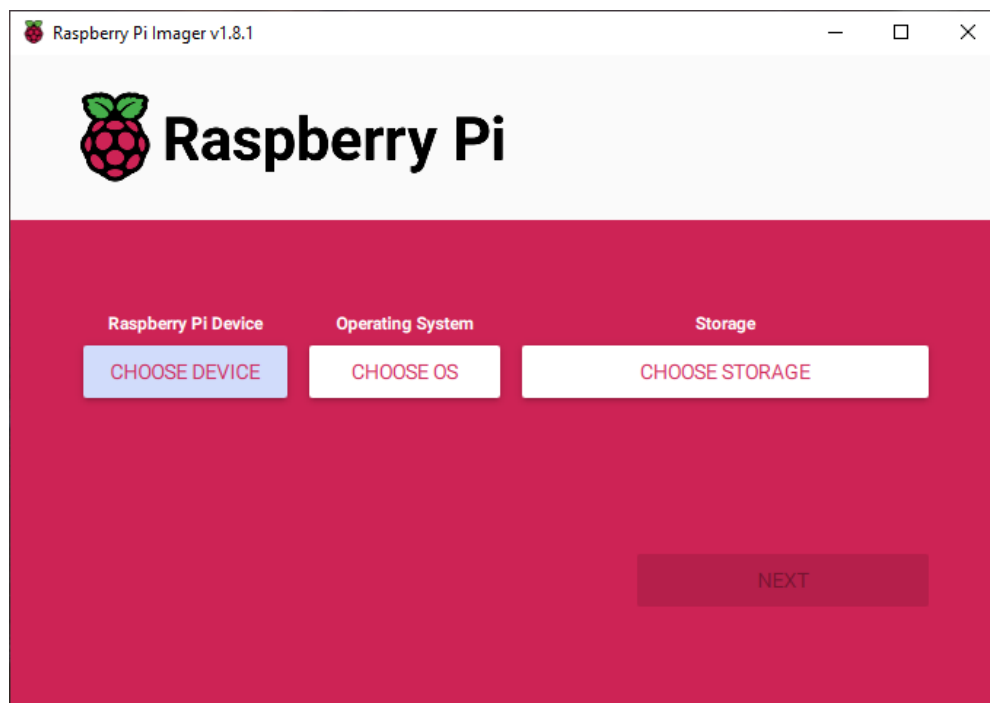 Raspberry Pi Imager v1.8.1
Raspberry Pi
Raspberry Pi Device
Operating System
Storage
CHOOSE DEVICE
CHOOSE OS
CHOOSE STORAGE
NEXT